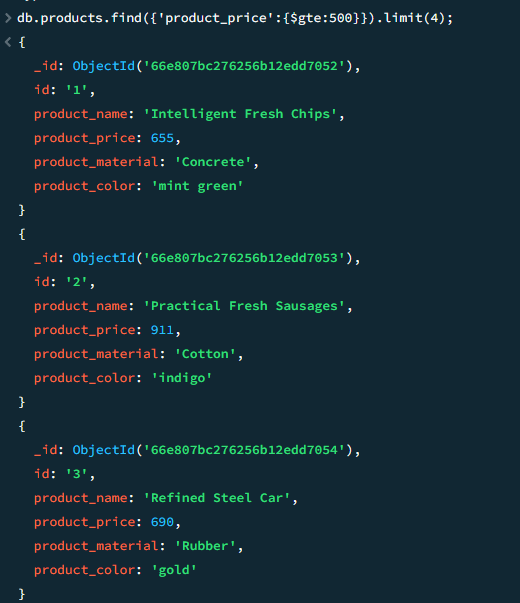 > db.products.find({'product_price':{$gte:500}}).limit(4);
< {
_id: ObjectId('66e807bc276256b12edd7052'),
id: '1',
product_name: 'Intelligent Fresh Chips',
product_price: 655,
product_material: 'Concrete',
product_color: 'mint green'
}
{
_id: ObjectId('66e807bc276256b12edd7053'),
id: '2',
product_name: 'Practical Fresh Sausages',
product_price: 911,
product_material: 'Cotton',
product_color: 'indigo'
}
{
_id: ObjectId('66e807bc276256b12edd7054'),
id: '3',
product_name: 'Refined Steel Car',
product_price: 690,
product_material: 'Rubber',
product_color: 'gold'
}